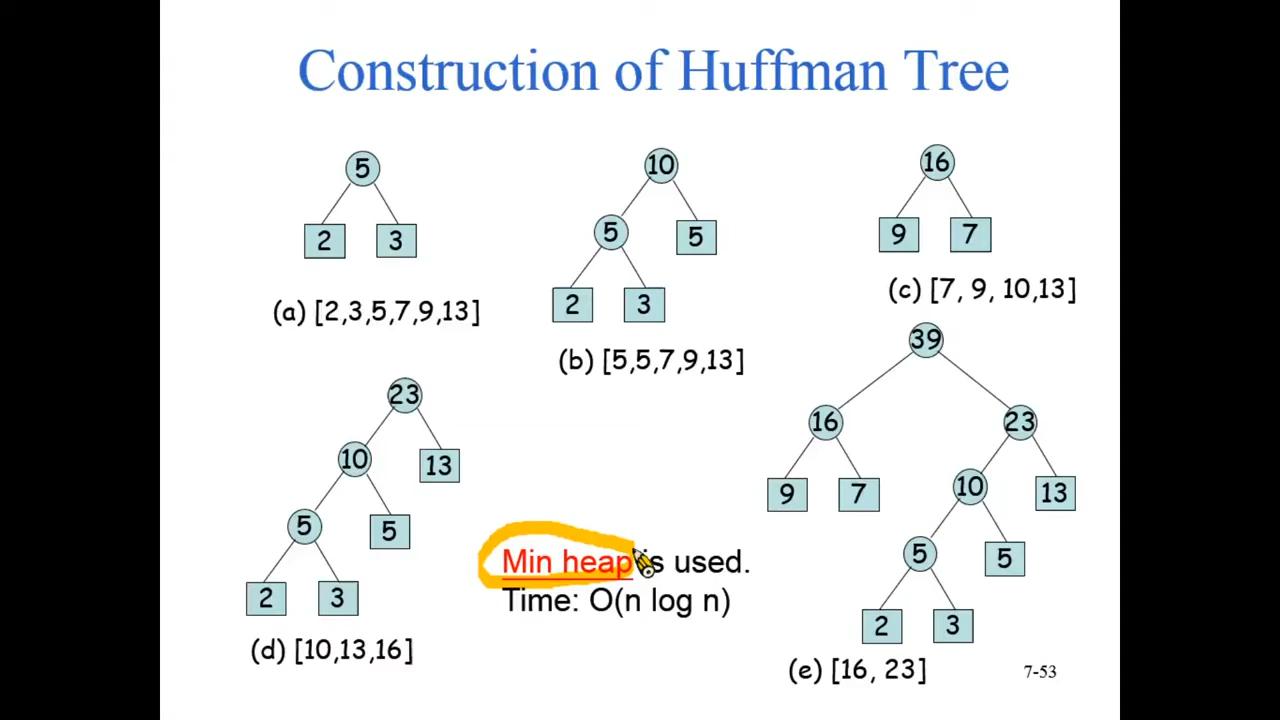 Construction of Huffman Tree
5
2 3
(a) [2,3,5,7,9,13]
10
5 5
2 3
(b) [5,5,7,9,13]
16
9 7
(c) [7, 9, 10,13]
23
10 13
5 5
2 3
(d) [10,13,16]
Min heap is used.
Time: O(n log n)
39
16 23
9 7 10 13
5 5
2 3
(e) [16, 23]
7-53